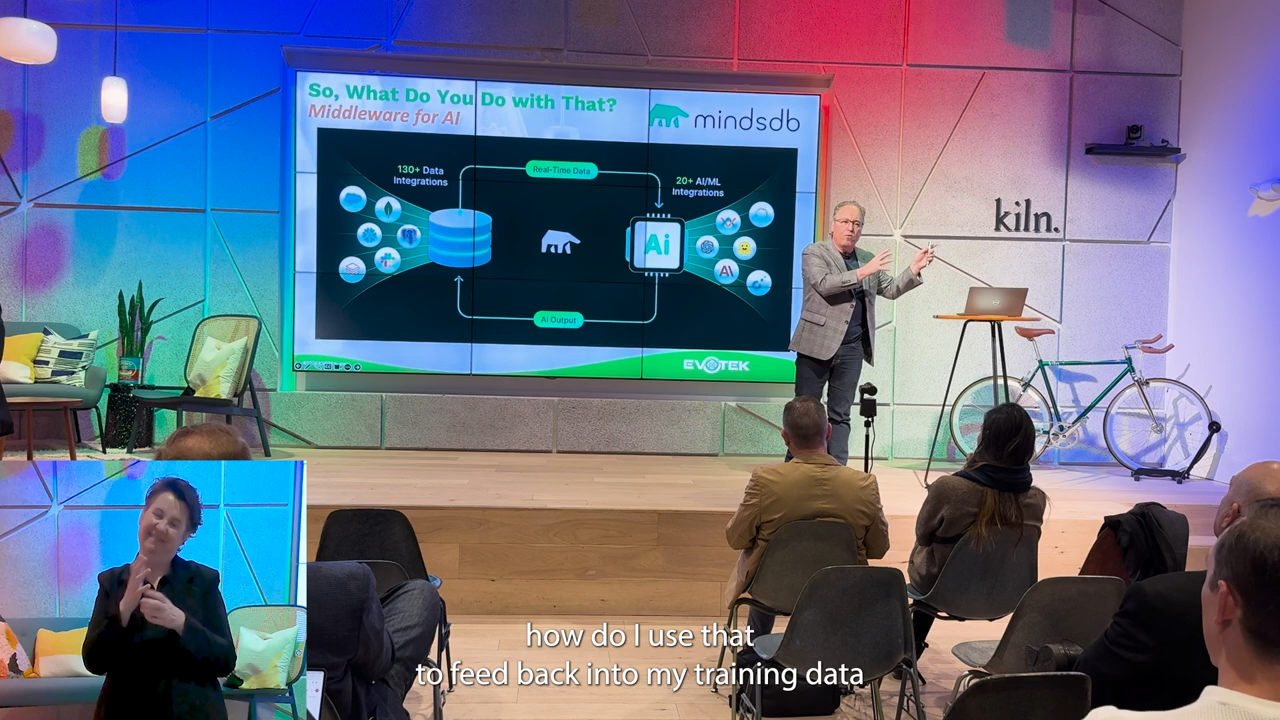 So, What Do You Do with That?
Middleware for AI
mindsdb
130+ Data
Integrations
Real-Time Data
20+ AI/ML
Integrations
Ai
AI
Ai Output
EVOTEK
kiln.
how do I use that
to feed back into my training data